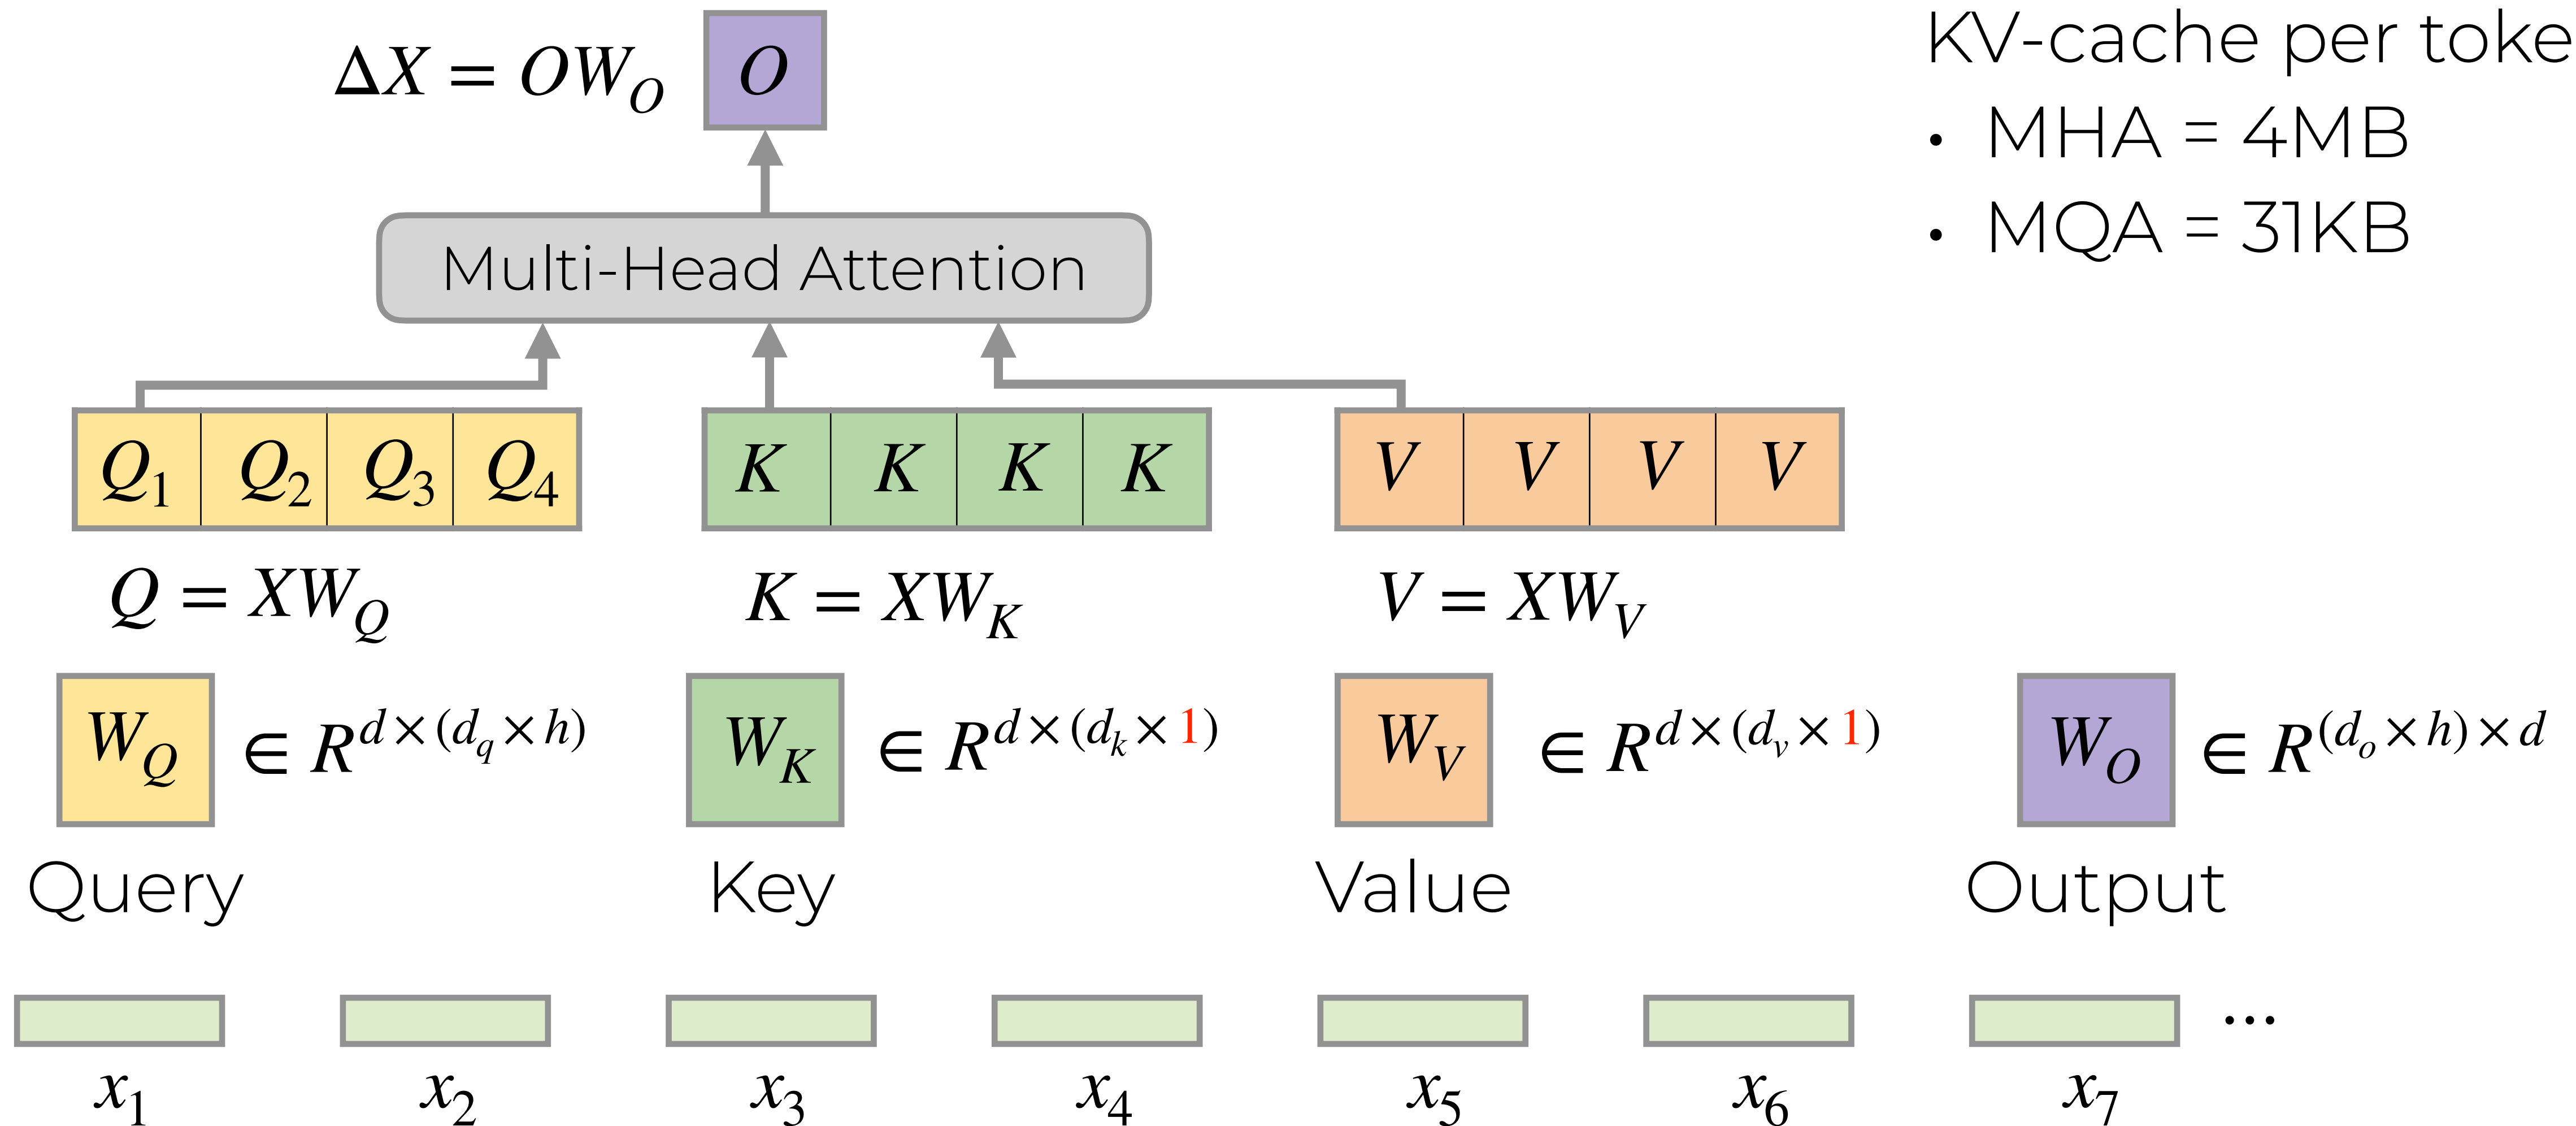 ΔX = OW_O
O
KV-cache per toke
• MHA = 4MB
• MQA = 31KB
Multi-Head Attention
Q_1 Q_2 Q_3 Q_4
K K K K
V V V V
Q = XW_Q
K = XW_K
V = XW_V
W_Q ∈ R^{d×(d_q×h)}
W_K ∈ R^{d×(d_k×1)}
W_V ∈ R^{d×(d_v×1)}
W_O ∈ R^{(d_o×h)×d}
Query
Key
Value
Output
...
x_1
x_2
x_3
x_4
x_5
x_6
x_7